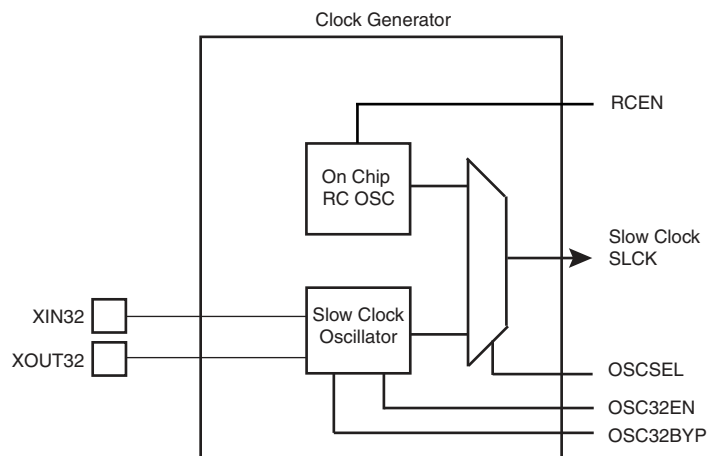 Clock Generator
RCEN
On Chip
RC OSC
Slow Clock
SLCK
XIN32
Slow Clock
Oscillator
XOUT32
OSCSEL
OSC32EN
OSC32BYP